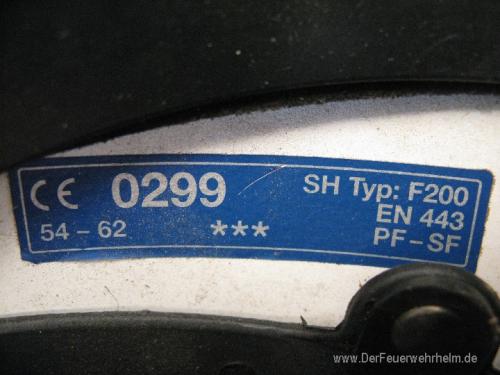 CE 0299 SH Typ: F200
EN 443
54 – 62 *** PF–SF
www.DerFeuerwehrhelm.de